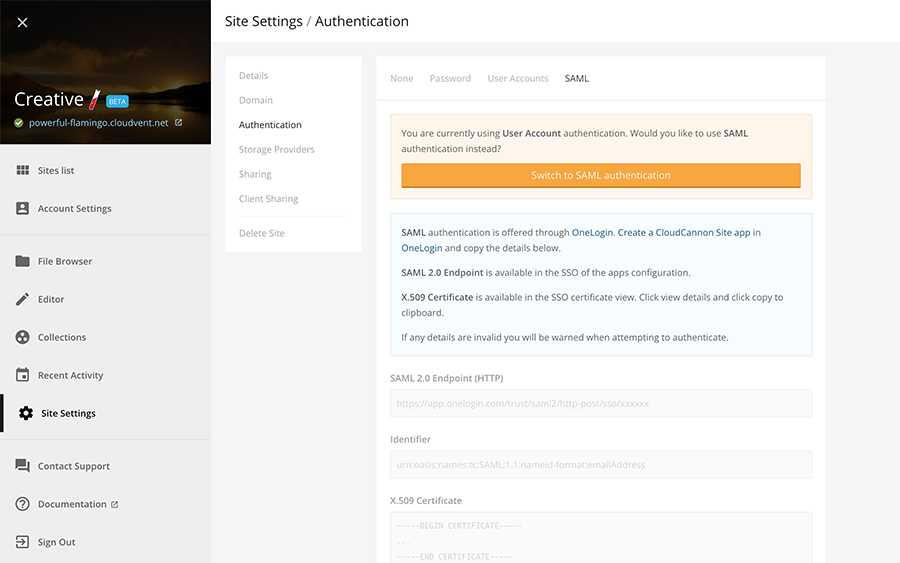 Creative BETA
powerful-flamingo.cloudvent.net
Sites list
Account Settings
File Browser
Editor
Collections
Recent Activity
Site Settings
Contact Support
Documentation
Sign Out
Site Settings / Authentication
Details
Domain
Authentication
Storage Providers
Sharing
Client Sharing
Delete Site
None Password User Accounts SAML
You are currently using User Account authentication. Would you like to use SAML
authentication instead?
Switch to SAML authentication
SAML authentication is offered through OneLogin. Create a CloudCannon Site app in
OneLogin and copy the details below.
SAML 2.0 Endpoint is available in the SSO of the apps configuration.
X.509 Certificate is available in the SSO certificate view. Click view details and click copy to
clipboard.
If any details are invalid you will be warned when attempting to authenticate.
SAML 2.0 Endpoint (HTTP)
https://app.onelogin.com/trust/saml2/http-post/sso/xxxxxx
Identifier
urn:oasis:names:tc:SAML:1.1:nameid-format:emailAddress
X.509 Certificate
-----BEGIN CERTIFICATE-----
...
-----END CERTIFICATE-----